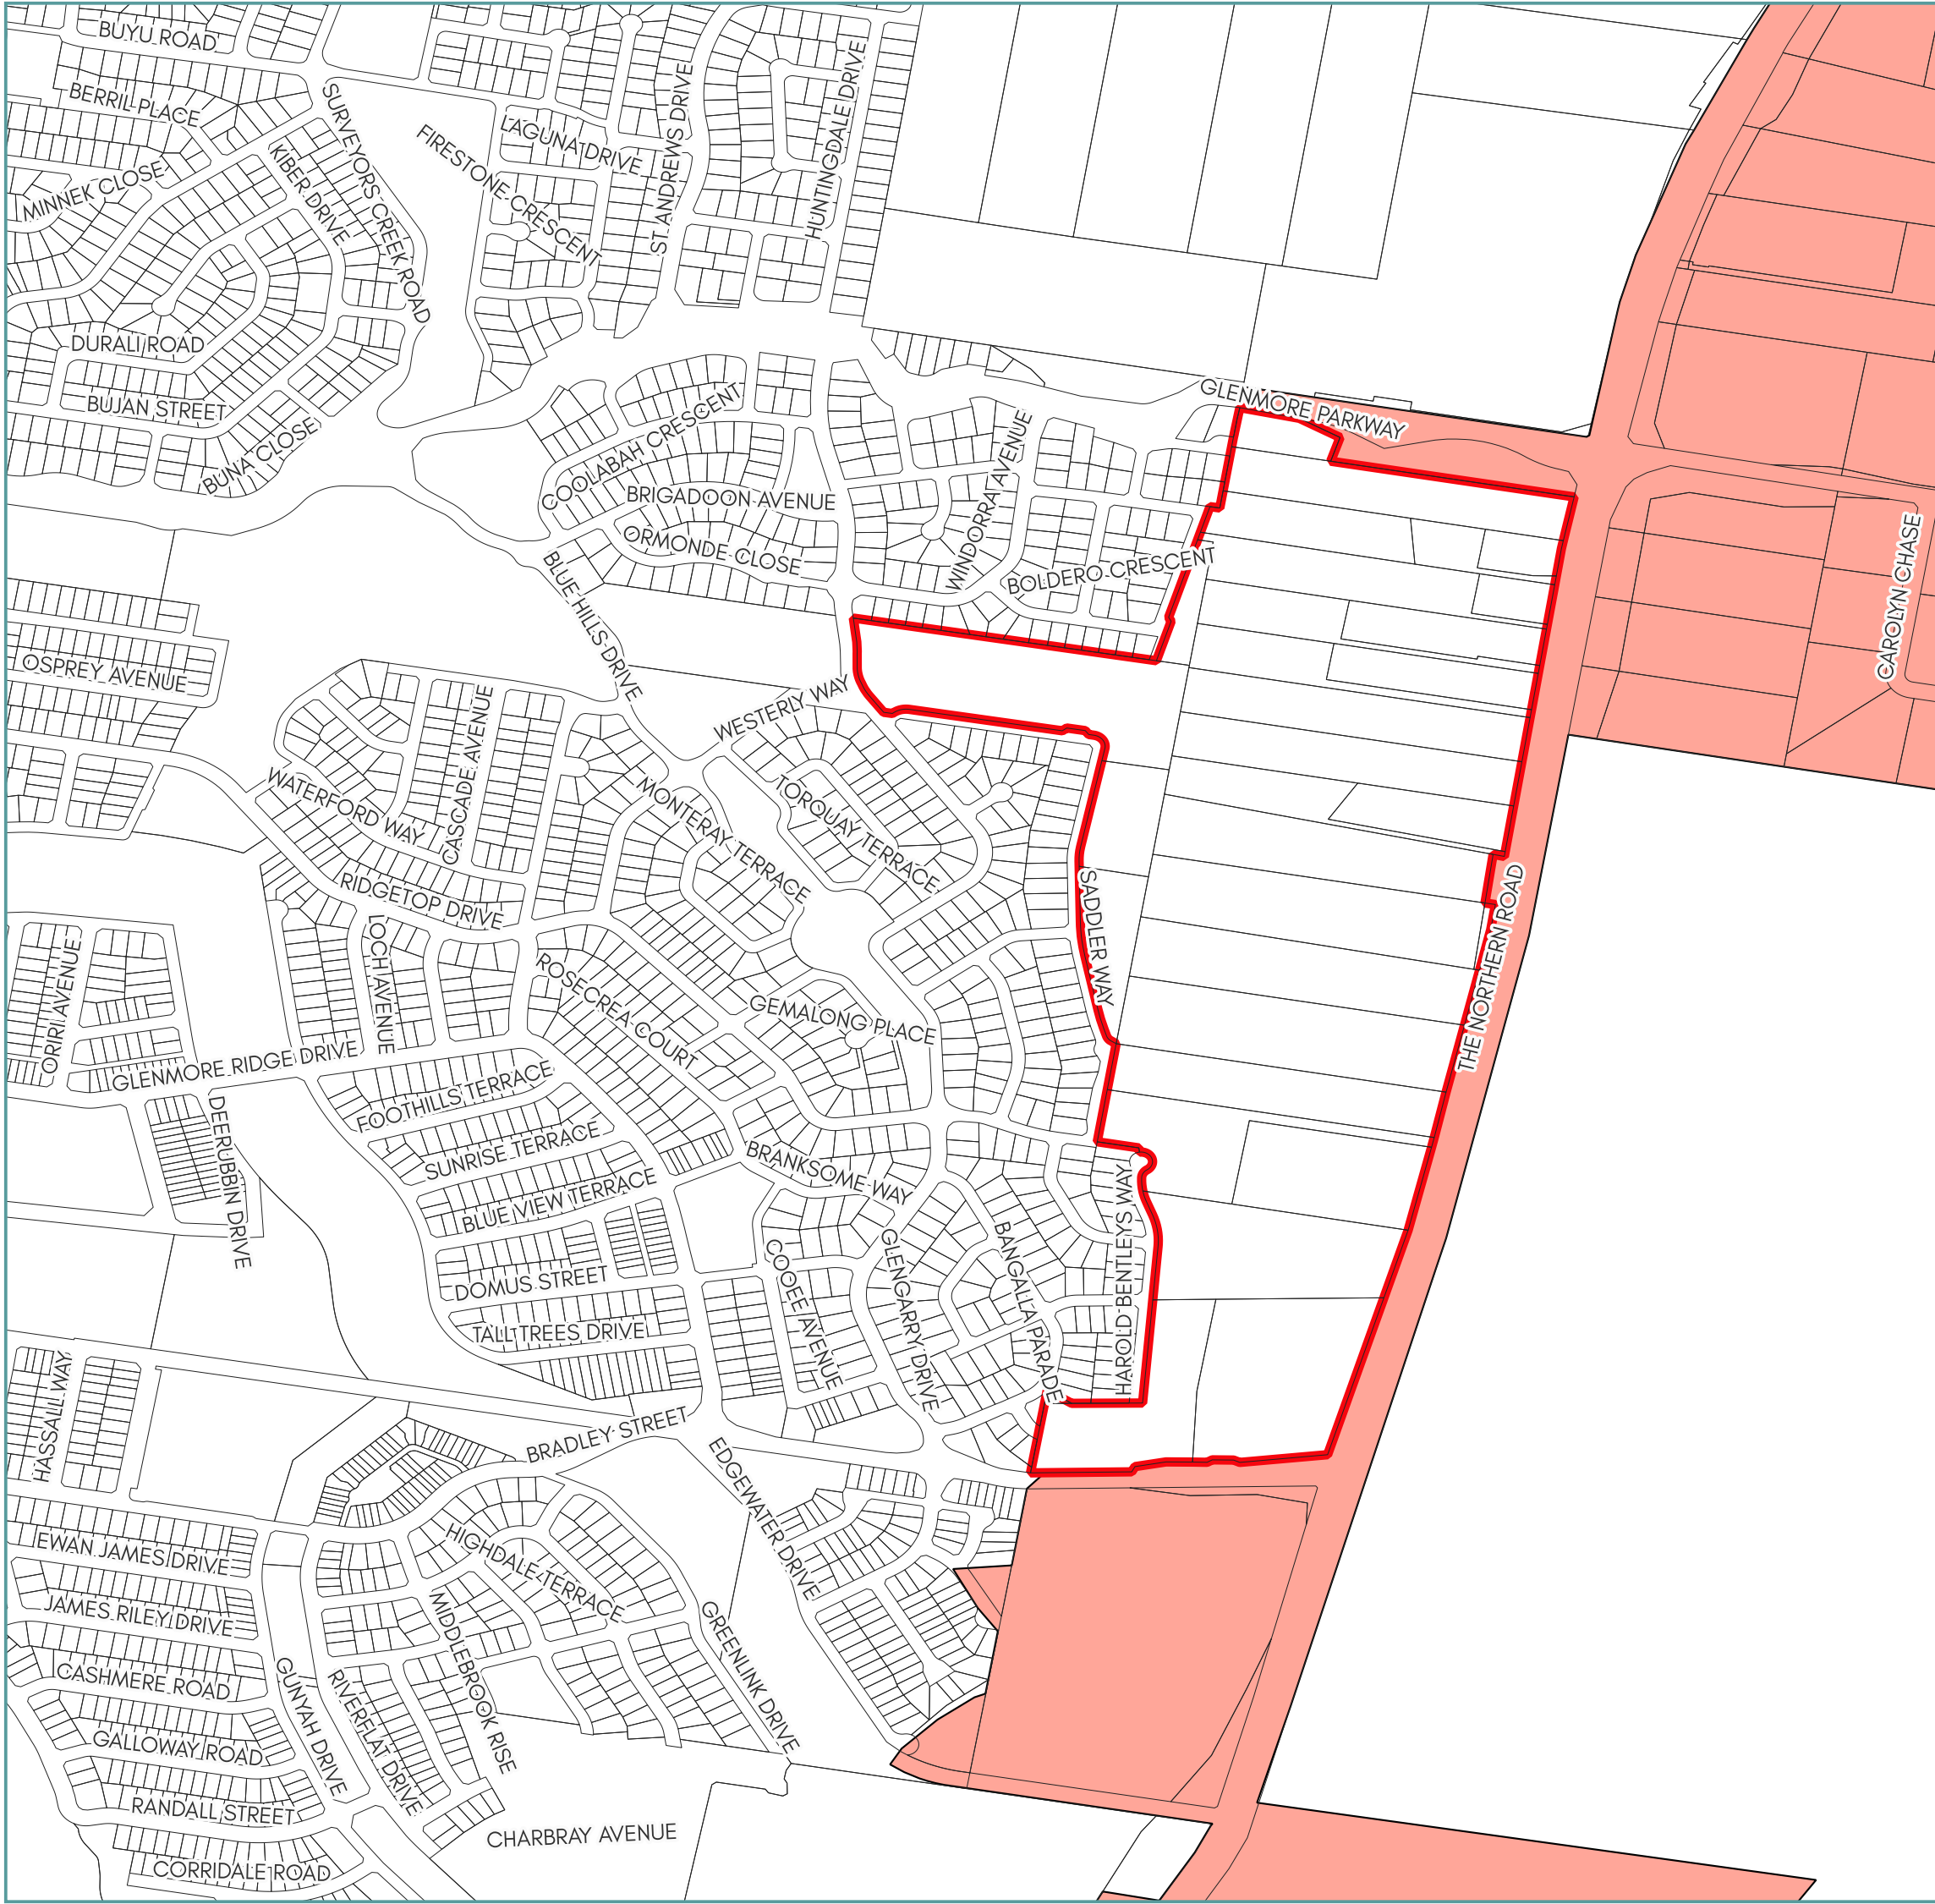 BUYU ROAD
BERRIL PLACE
MINNEK CLOSE
KIBER DRIVE
SURVEYORS CREEK ROAD
FIRESTONE CRESCENT
LAGUNA DRIVE
ST ANDREWS DRIVE
HUNTINGDALE DRIVE
DURALI ROAD
BUJAN STREET
BUNA CLOSE
COOLABAH CRESCENT
BRIGADOON AVENUE
ORMONDE CLOSE
WINDORRA AVENUE
BOLDERO CRESCENT
GLENMORE PARKWAY
CAROLYN CHASE
BLUE HILLS DRIVE
OSPREY AVENUE
WESTERLY WAY
WATERFORD WAY
CASCADE AVENUE
MONTERAY TERRACE
TORQUAY TERRACE
RIDGETOP DRIVE
LOCH AVENUE
SADDLER WAY
THE NORTHERN ROAD
ORIRI AVENUE
ROSECREA COURT
GEMALONG PLACE
GLENMORE RIDGE DRIVE
FOOTHILLS TERRACE
DEERUBBIN DRIVE
SUNRISE TERRACE
BLUE VIEW TERRACE
BRANKSOME WAY
HAROLD BENTLEYS WAY
BANGALLA PARADE
GLENGARRY DRIVE
COOEE AVENUE
DOMUS STREET
TALL TREES DRIVE
HASSALL WAY
BRADLEY STREET
EDGEWATER DRIVE
EWAN JAMES DRIVE
HIGHDALE TERRACE
JAMES RILEY DRIVE
MIDDLEBROOK RISE
GREENLINK DRIVE
CASHMERE ROAD
GUNYAH DRIVE
RIVERFLAT DRIVE
GALLOWAY ROAD
RANDALL STREET
CHARBRAY AVENUE
CORRIDALE ROAD